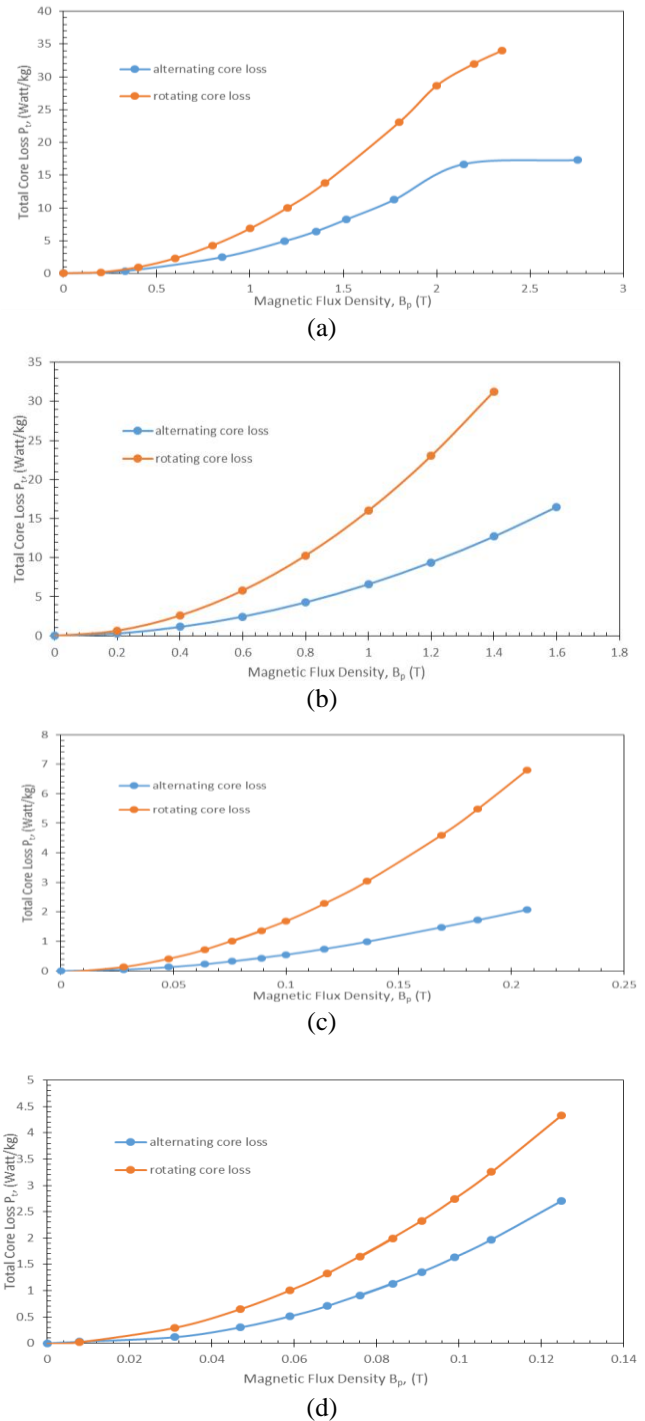 40
35
30
25
20
15
10
5
0
Total Core Loss Pt, (Watt/kg)
alternating core loss
rotating core loss
0 0.5 1 1.5 2 2.5 3
Magnetic Flux Density, Bp (T)
(a)
35
30
25
20
15
10
5
0
Total Core Loss Pt, (Watt/kg)
alternating core loss
rotating core loss
0 0.2 0.4 0.6 0.8 1 1.2 1.4 1.6 1.8
Magnetic Flux Density, Bp (T)
(b)
8
7
6
5
4
3
2
1
0
Total Core Loss Pt, (Watt/kg)
alternating core loss
rotating core loss
0 0.05 0.1 0.15 0.2 0.25
Magnetic Flux Density, Bp (T)
(c)
5
4.5
4
3.5
3
2.5
2
1.5
1
0.5
0
Total Core Loss Pt, (Watt/kg)
alternating core loss
rotating core loss
0 0.02 0.04 0.06 0.08 0.1 0.12 0.14
Magnetic Flux Density Bp, (T)
(d)